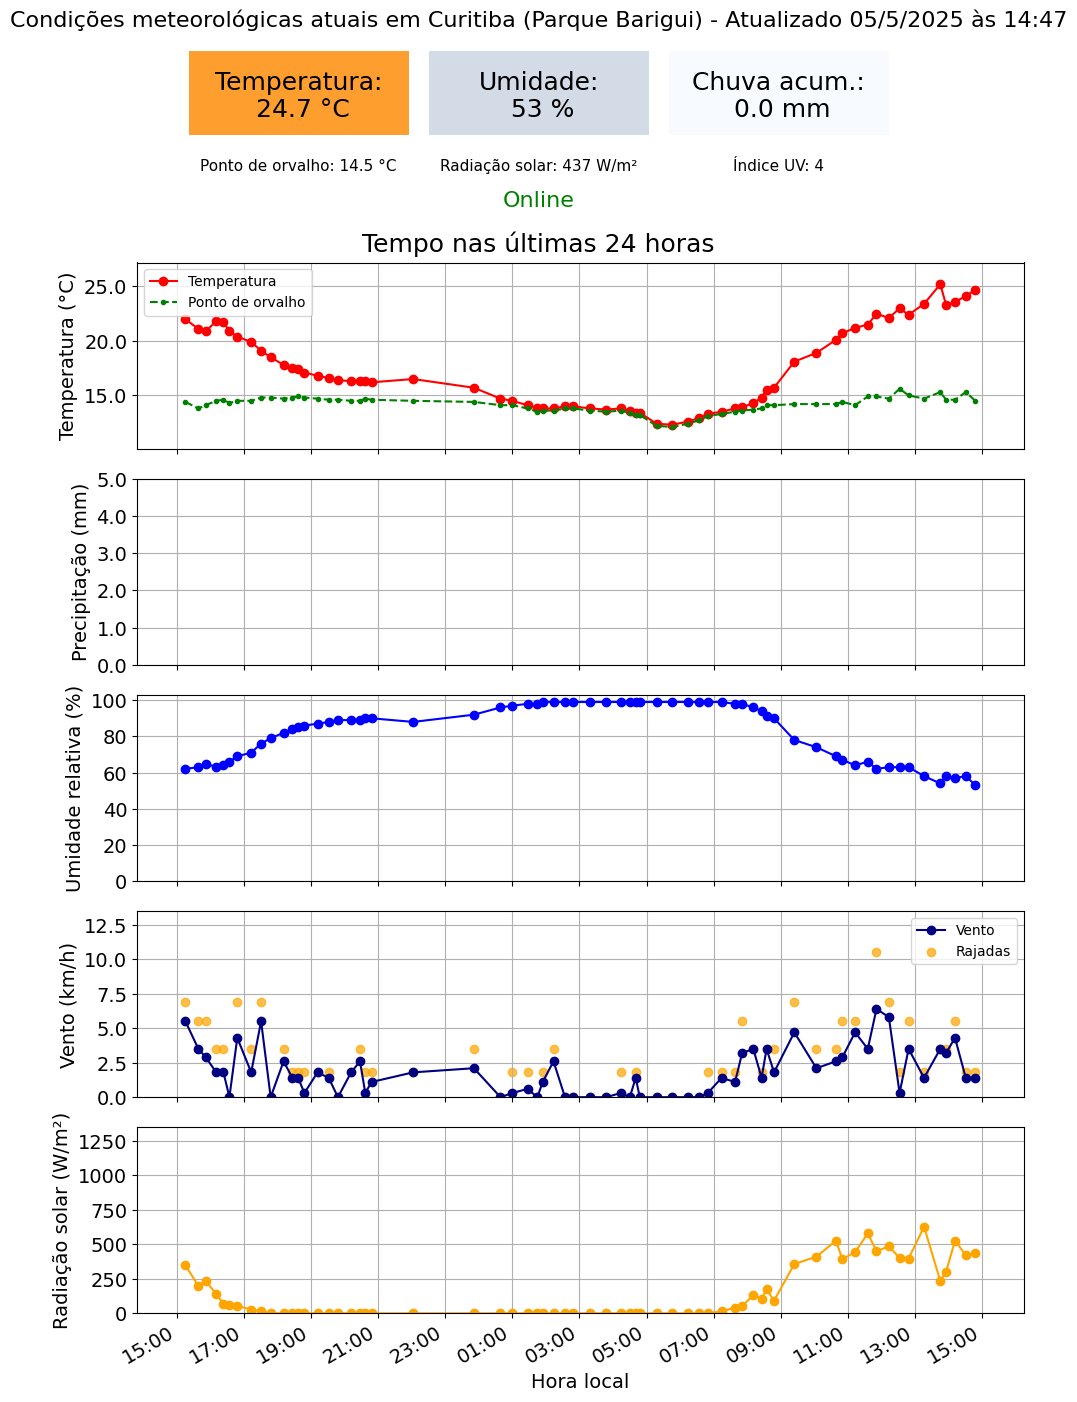 Condições meteorológicas atuais em Curitiba (Parque Barigui) - Atualizado 05/5/2025 às 14:47
Temperatura:
24.7 °C
Umidade:
53 %
Chuva acum.:
0.0 mm
Ponto de orvalho: 14.5 °C
Radiação solar: 437 W/m²
Índice UV: 4
Online
Tempo nas últimas 24 horas
Temperatura (°C)
25.0
20.0
15.0
Temperatura
Ponto de orvalho
Precipitação (mm)
5.0
4.0
3.0
2.0
1.0
0.0
Umidade relativa (%)
100
80
60
40
20
0
Vento (km/h)
12.5
10.0
7.5
5.0
2.5
0.0
Vento
Rajadas
Radiação solar (W/m²)
1250
1000
750
500
250
0
15:00
17:00
19:00
21:00
23:00
01:00
03:00
05:00
07:00
09:00
11:00
13:00
15:00
Hora local